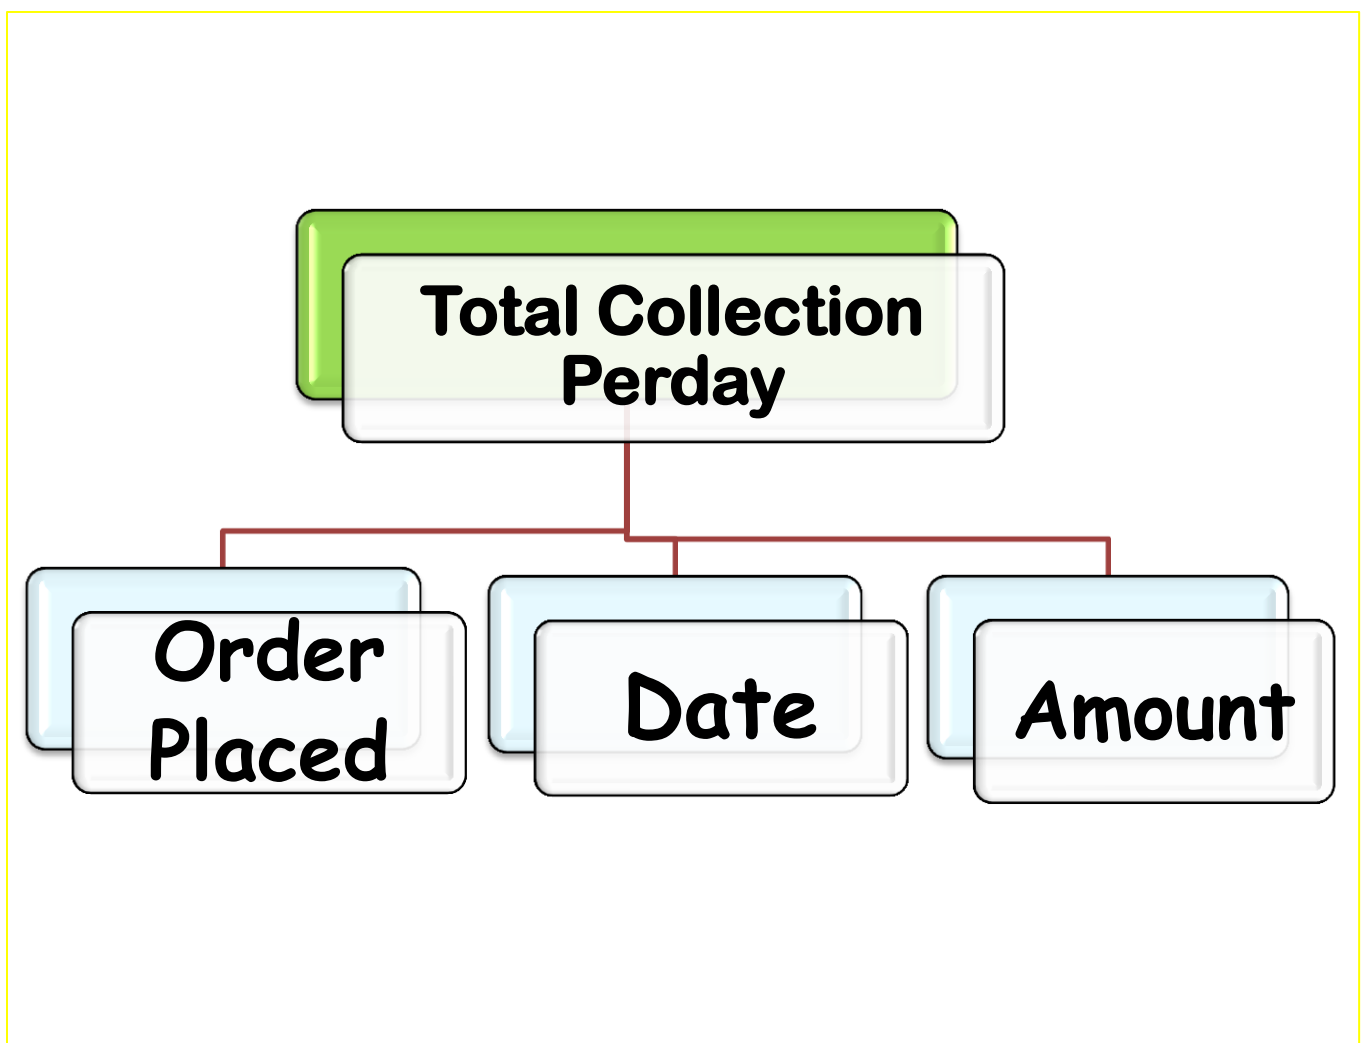 Total Collection
Perday
Order
Placed
Date
Amount